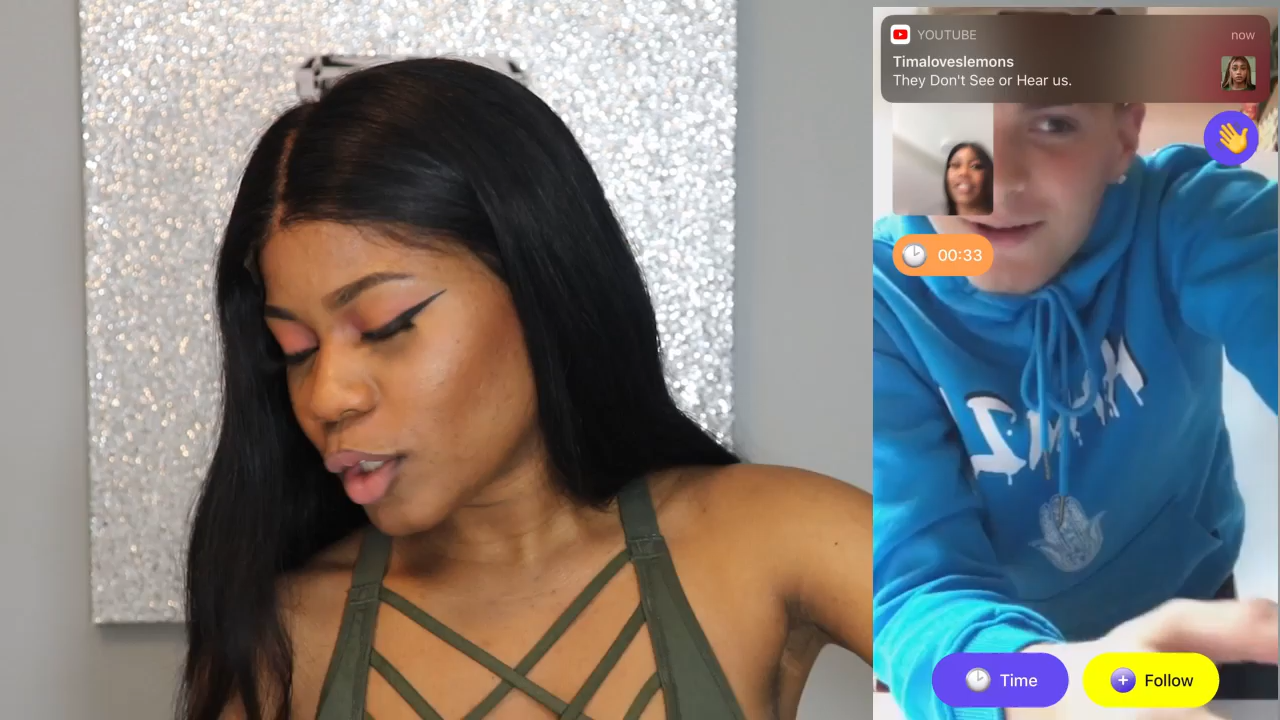 YOUTUBE
now
Timaloveslemons
They Don't See or Hear us.
00:33
Time
Follow